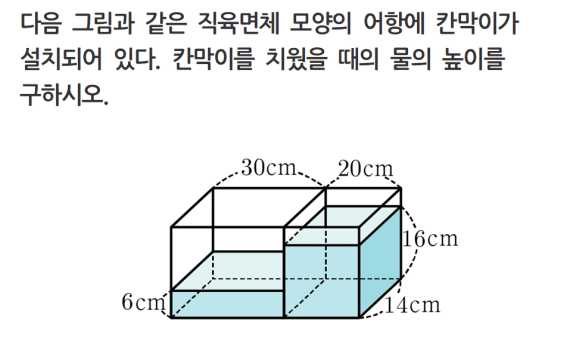 다음 그림과 같은 직육면체 모양의 어항에 칸막이가
설치되어 있다. 칸막이를 치웠을 때의 물의 높이를
구하시오.
30cm 20cm
16cm
6cm
14cm